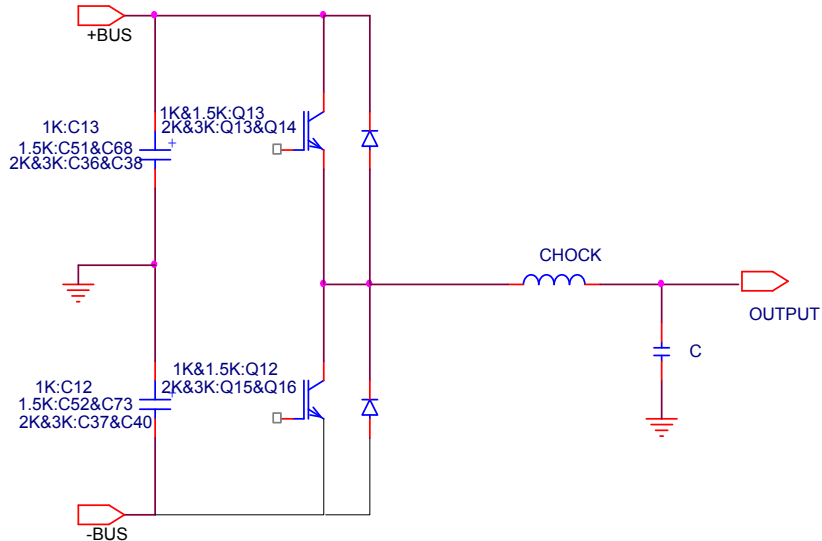 +BUS
1K:C13
1.5K:C51&C68
2K&3K:C36&C38
+
1K&1.5K:Q13
2K&3K:Q13&Q14
CHOCK
OUTPUT
C
1K:C12
1.5K:C52&C73
2K&3K:C37&C40
+
1K&1.5K:Q12
2K&3K:Q15&Q16
-BUS